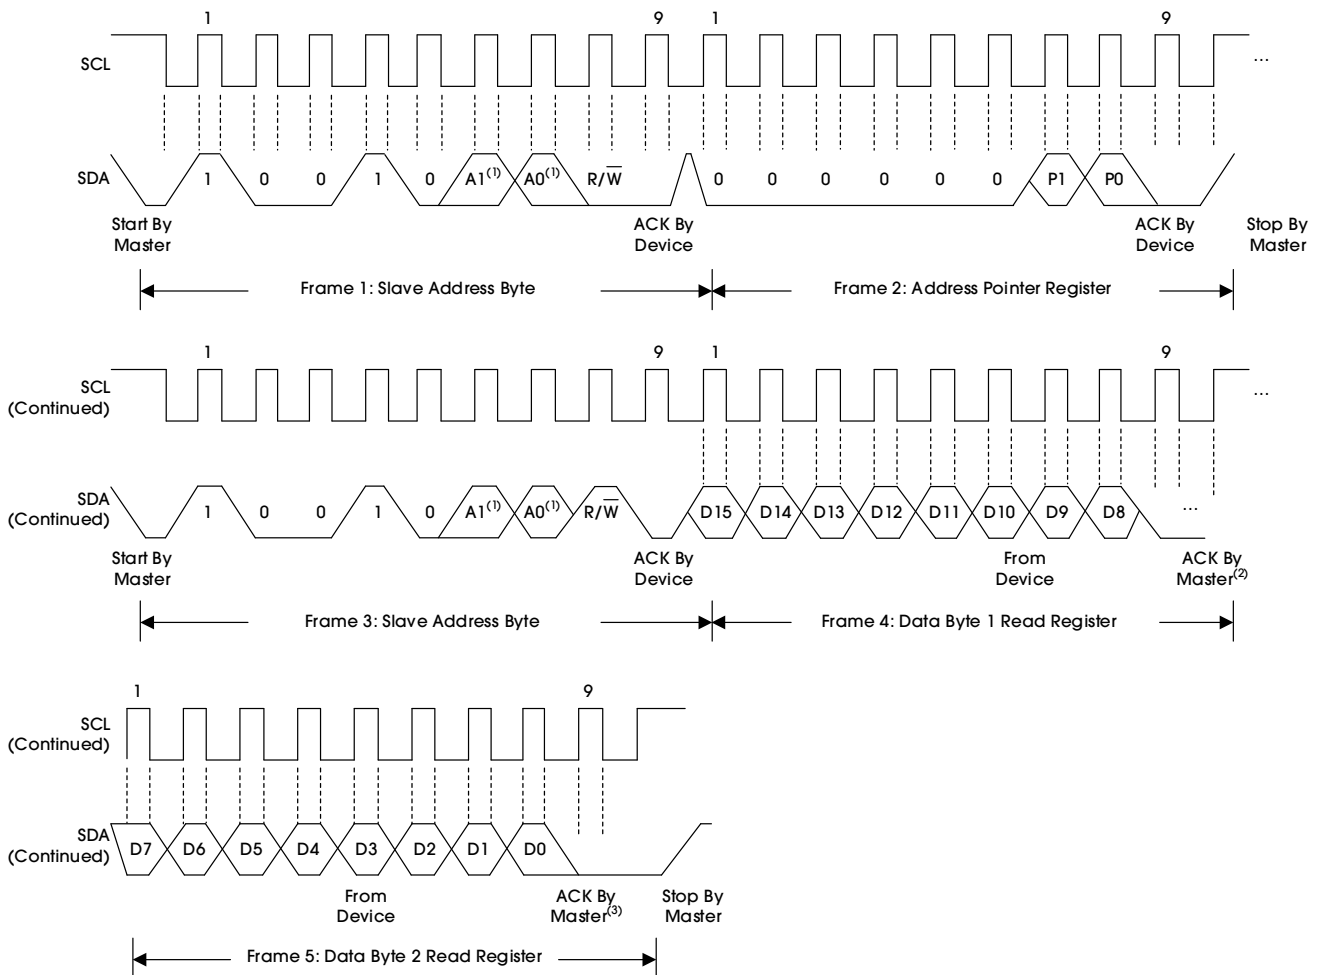 1 9 1 9
SCL ...
SDA 1 0 0 1 0 A1(1) A0(1) R/W̅ 0 0 0 0 0 0 P1 P0
Start By Master
ACK By Device
ACK By Device
Stop By Master
Frame 1: Slave Address Byte
Frame 2: Address Pointer Register
1 9 1 9
SCL (Continued) ...
SDA (Continued) 1 0 0 1 0 A1(1) A0(1) R/W̅ D15 D14 D13 D12 D11 D10 D9 D8 ...
Start By Master
ACK By Device
From Device
ACK By Master(2)
Frame 3: Slave Address Byte
Frame 4: Data Byte 1 Read Register
1 9
SCL (Continued)
SDA (Continued) D7 D6 D5 D4 D3 D2 D1 D0
From Device
ACK By Master(3)
Stop By Master
Frame 5: Data Byte 2 Read Register